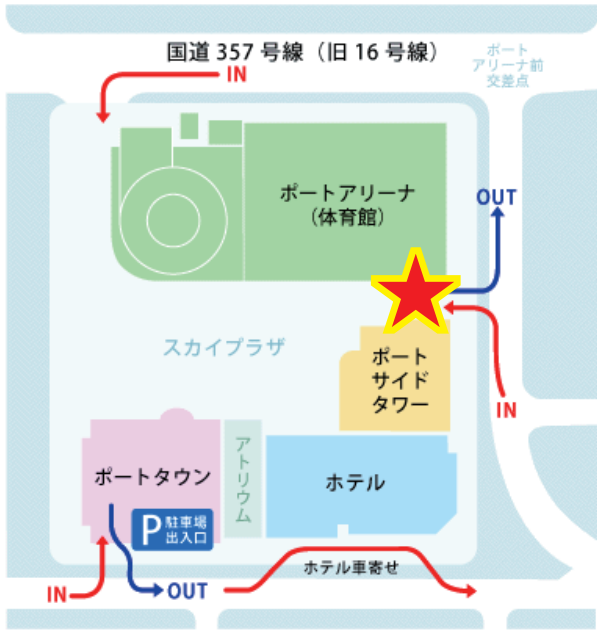 国道 357 号線（旧 16 号線）
IN
ポート
アリーナ前
交差点
ポートアリーナ
（体育館）
OUT
スカイプラザ
ポート
サイド
タワー
IN
ポートタウン
アトリウム
ホテル
P 駐車場
出入口
ホテル車寄せ
IN
OUT